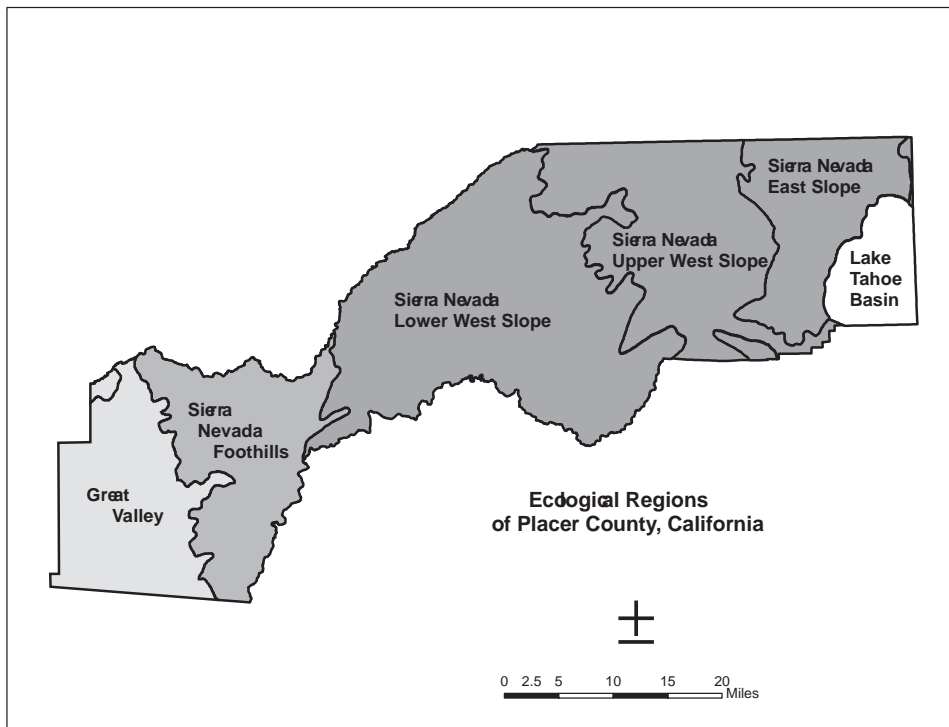 Sierra Nevada
East Slope
Sierra Nevada
Upper West Slope
Lake
Tahoe
Basin
Sierra Nevada
Lower West Slope
Sierra
Nevada
Foothills
Great
Valley
Ecological Regions
of Placer County, California
0 2.5 5 10 15 20
Miles